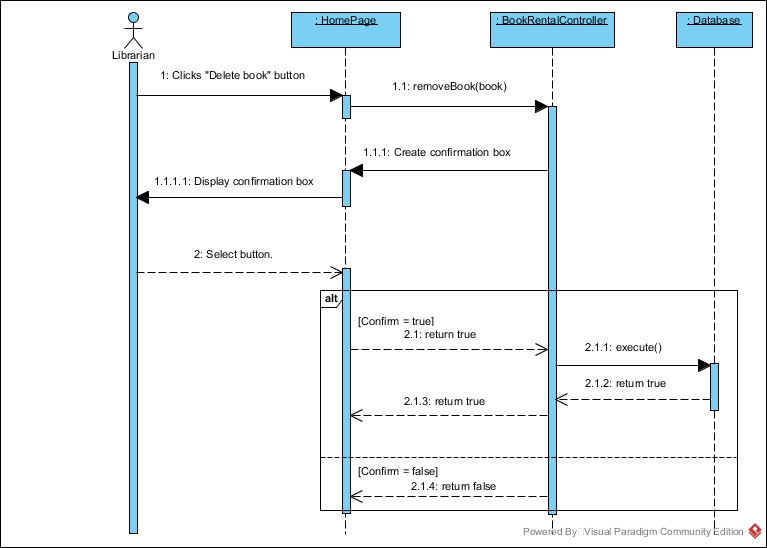 : HomePage
: BookRentalController
: Database
Librarian
1: Clicks "Delete book" button
1.1: removeBook(book)
1.1.1: Create confirmation box
1.1.1.1: Display confirmation box
2: Select button.
alt
[Confirm = true]
2.1: return true
2.1.1: execute()
2.1.2: return true
2.1.3: return true
[Confirm = false]
2.1.4: return false
Powered By Visual Paradigm Community Edition